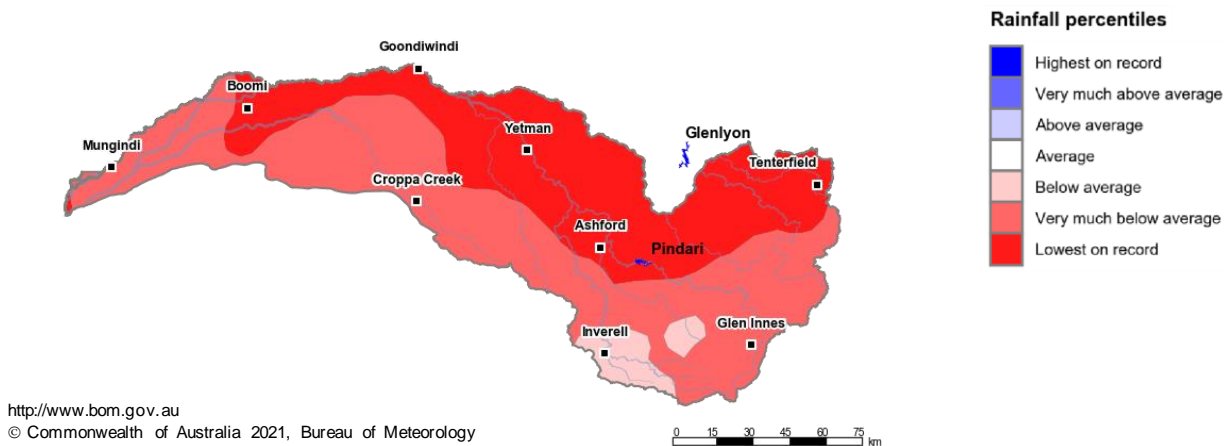 Rainfall percentiles
Highest on record
Very much above average
Above average
Average
Below average
Very much below average
Lowest on record
Goondiwindi
Boomi
Yetman
Glenlyon
Mungindi
Tenterfield
Croppa Creek
Ashford
Pindari
Inverell
Glen Innes
http://www.bom.gov.au
© Commonwealth of Australia 2021, Bureau of Meteorology
0 15 30 45 60 75
km